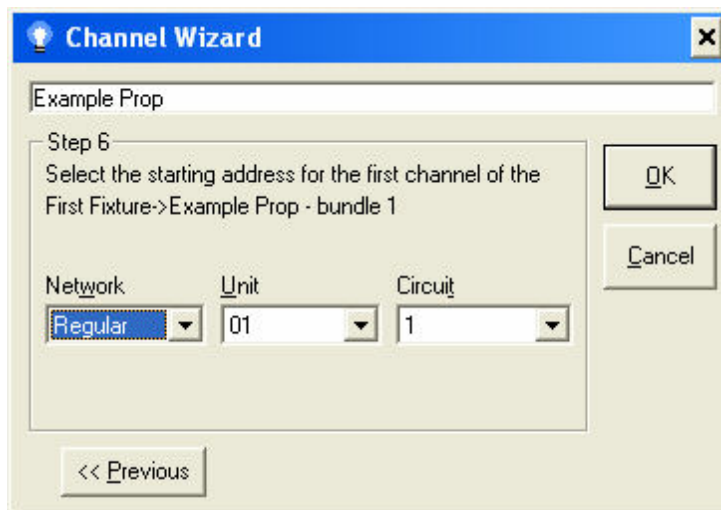 Channel Wizard
Example Prop
Step 6
Select the starting address for the first channel of the
First Fixture->Example Prop - bundle 1
OK
Cancel
Network Unit Circuit
Regular 01 1
<< Previous